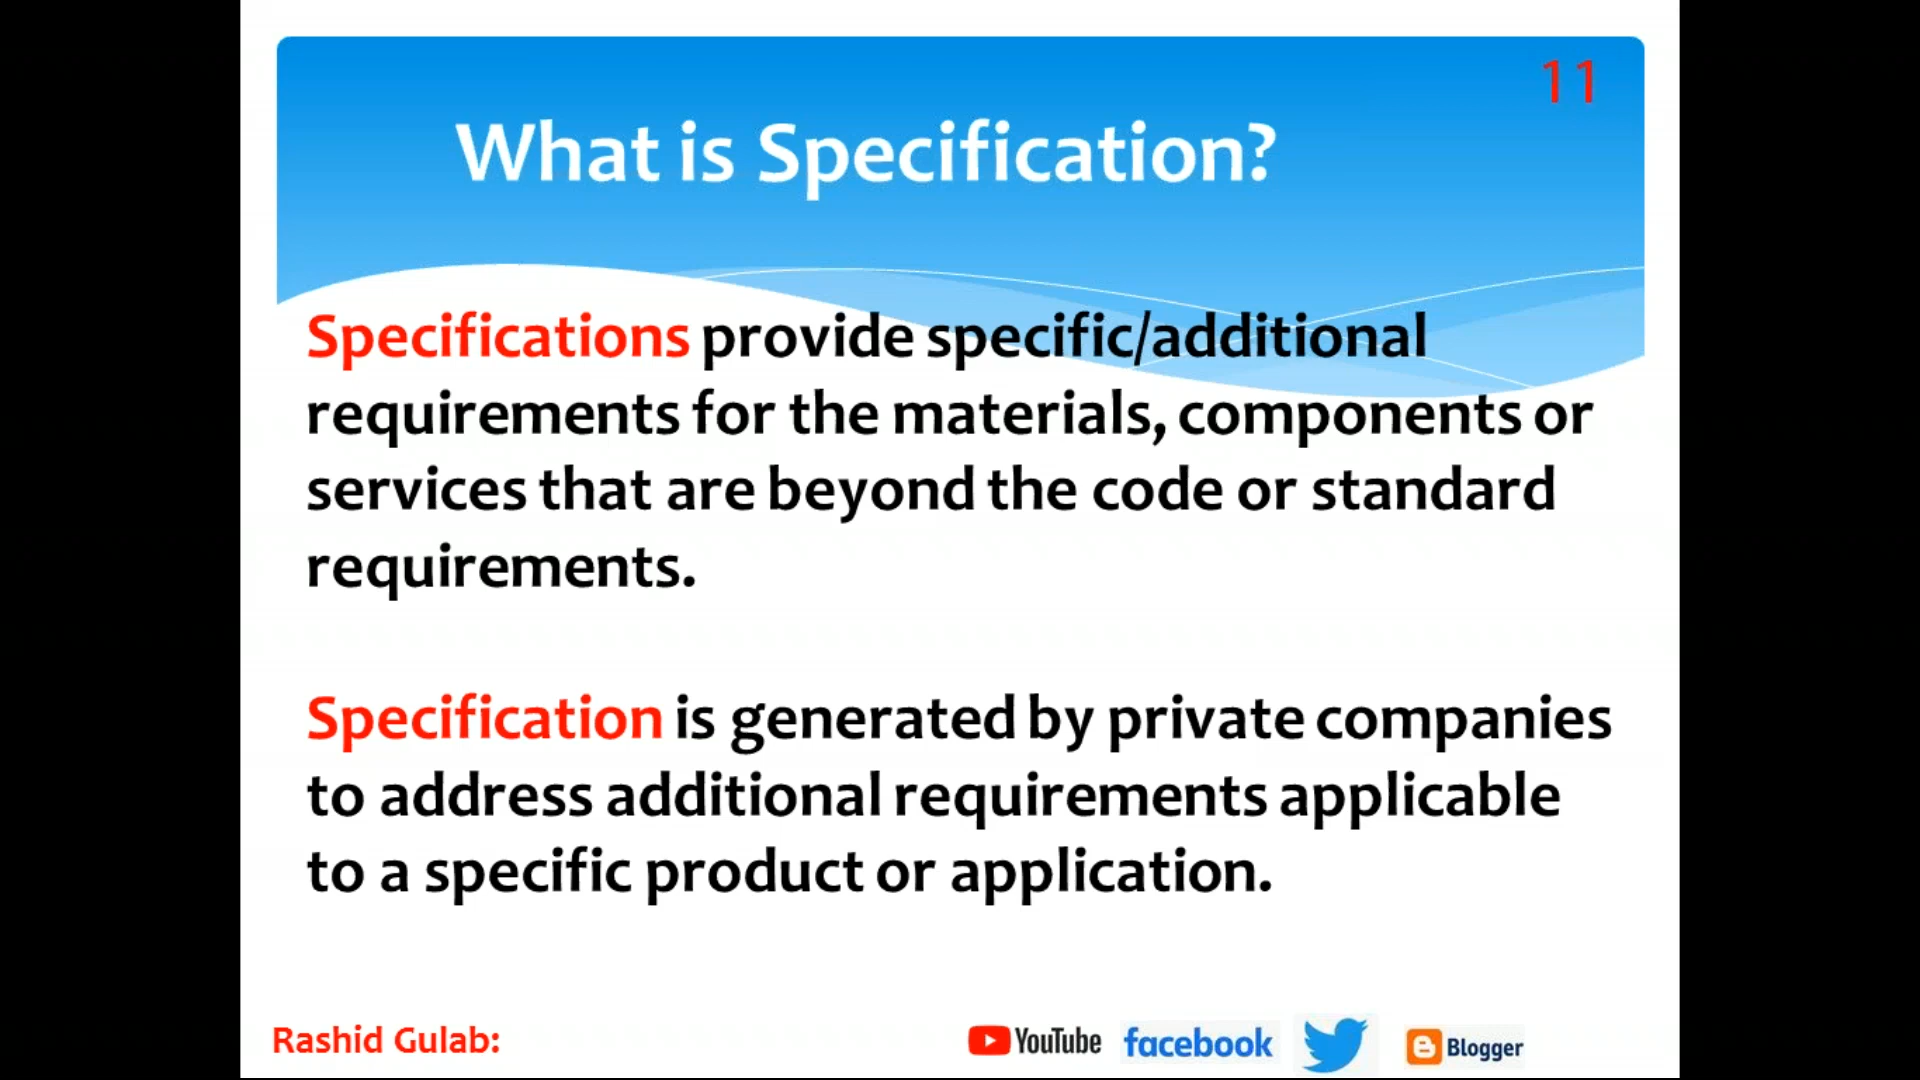 11
What is Specification?
Specifications provide specific/additional
requirements for the materials, components or
services that are beyond the code or standard
requirements.
Specification is generated by private companies
to address additional requirements applicable
to a specific product or application.
Rashid Gulab:
YouTube facebook Blogger